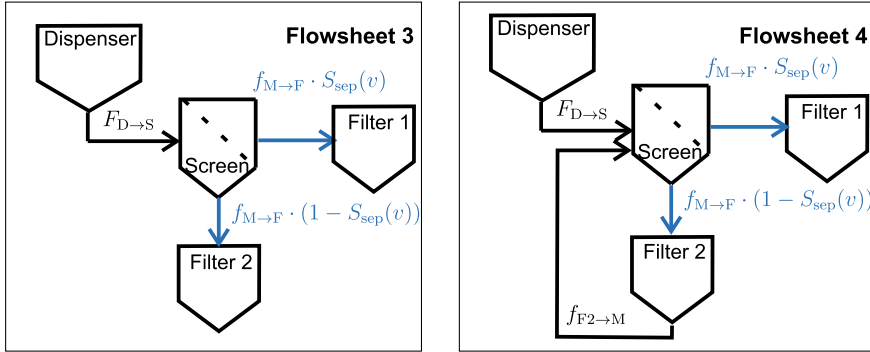 Dispenser
Flowsheet 3
f_{M→F} · S_{sep}(v)
F_{D→S}
Filter 1
Screen
f_{M→F} · (1 − S_{sep}(v))
Filter 2
Dispenser
Flowsheet 4
f_{M→F} · S_{sep}(v)
F_{D→S}
Filter 1
Screen
f_{M→F} · (1 − S_{sep}(v))
Filter 2
f_{F2→M}